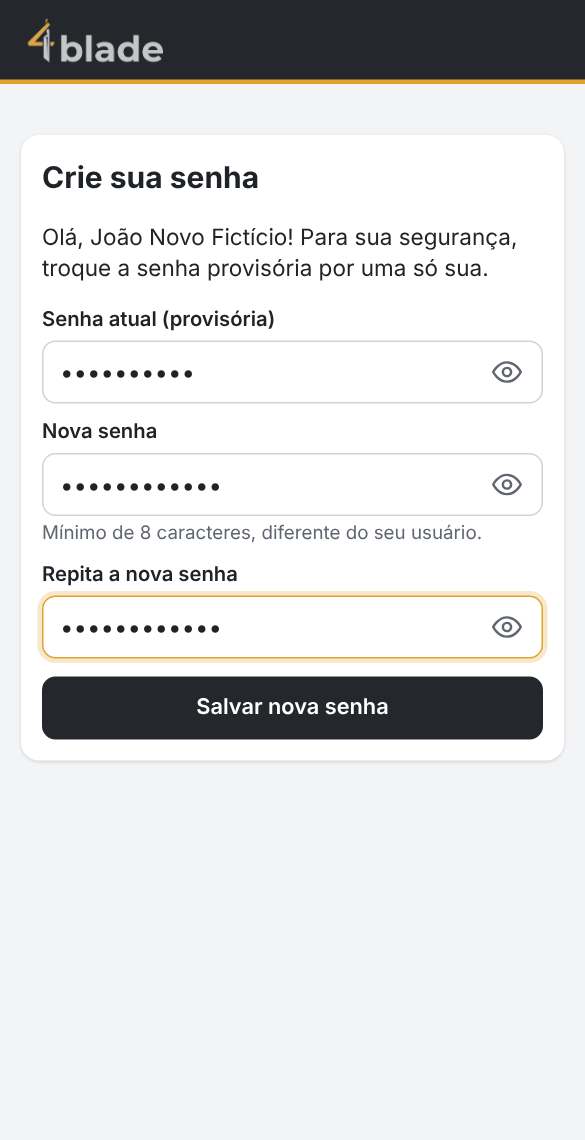 4blade
Crie sua senha
Olá, João Novo Fictício! Para sua segurança,
troque a senha provisória por uma só sua.
Senha atual (provisória)
••••••••••
Nova senha
••••••••••••
Mínimo de 8 caracteres, diferente do seu usuário.
Repita a nova senha
••••••••••••
Salvar nova senha